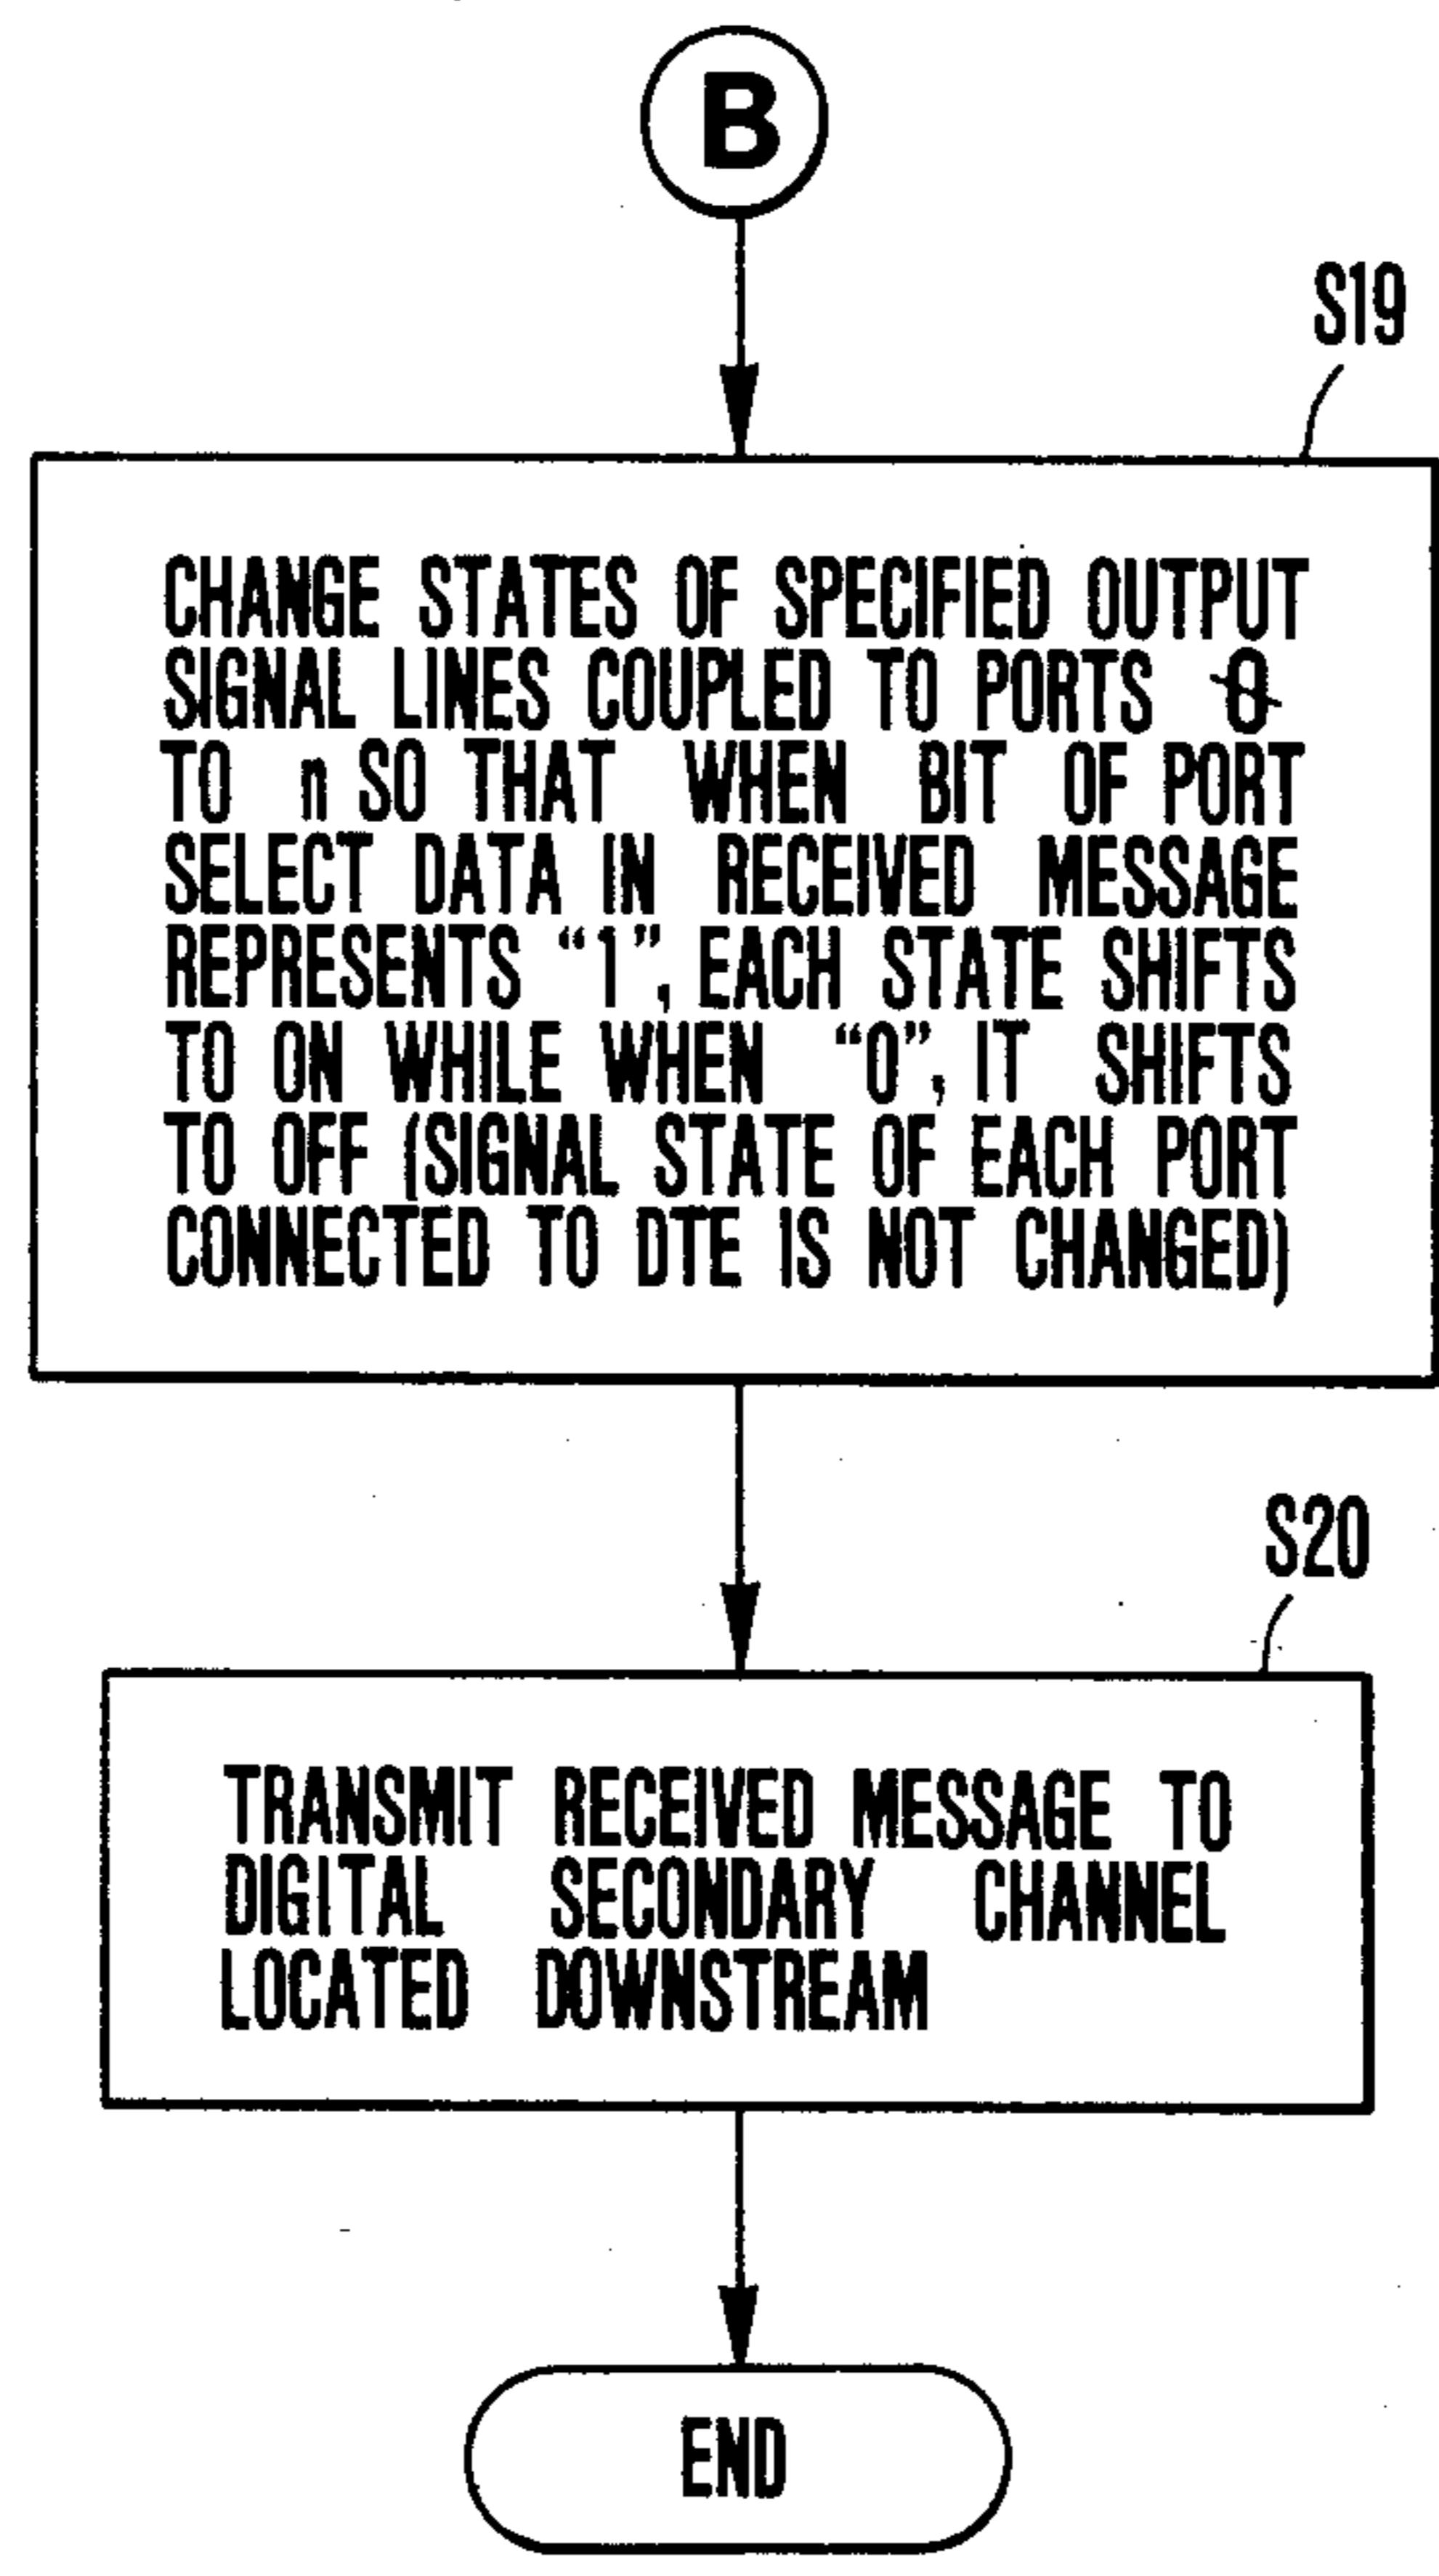 B
S19
CHANGE STATES OF SPECIFIED OUTPUT
SIGNAL LINES COUPLED TO PORTS 0
TO n SO THAT WHEN BIT OF PORT
SELECT DATA IN RECEIVED MESSAGE
REPRESENTS “1”, EACH STATE SHIFTS
TO ON WHILE WHEN “0”, IT SHIFTS
TO OFF (SIGNAL STATE OF EACH PORT
CONNECTED TO DTE IS NOT CHANGED)
S20
TRANSMIT RECEIVED MESSAGE TO
DIGITAL SECONDARY CHANNEL
LOCATED DOWNSTREAM
END